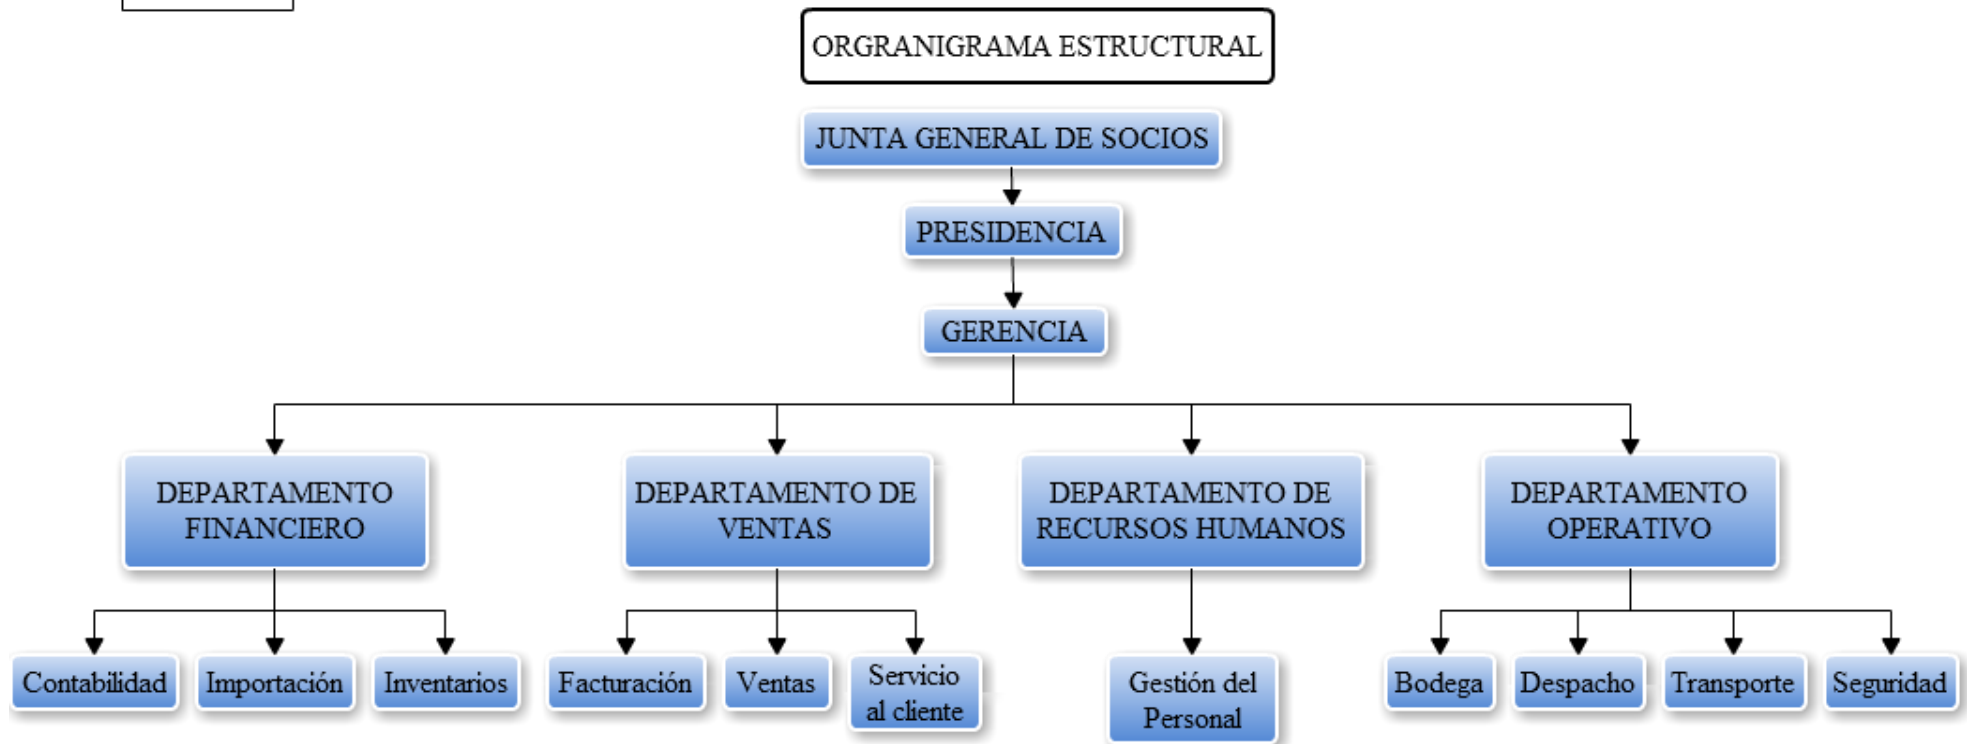 ORGRANIGRAMA ESTRUCTURAL
JUNTA GENERAL DE SOCIOS
PRESIDENCIA
GERENCIA
DEPARTAMENTO
FINANCIERO
DEPARTAMENTO DE
VENTAS
DEPARTAMENTO DE
RECURSOS HUMANOS
DEPARTAMENTO
OPERATIVO
Contabilidad
Importación
Inventarios
Facturación
Ventas
Servicio
al cliente
Gestión del
Personal
Bodega
Despacho
Transporte
Seguridad